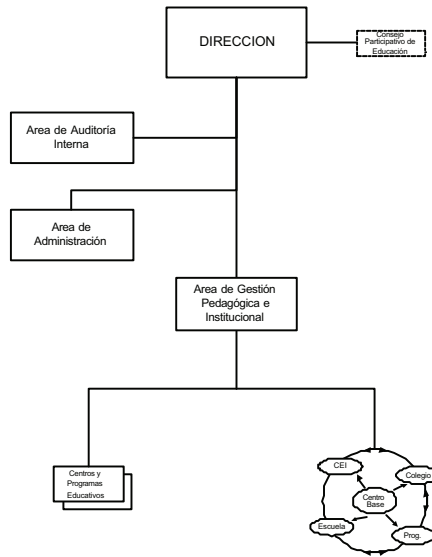 DIRECCION
Consejo
Participativo de
Educación
Area de Auditoría
Interna
Area de
Administración
Area de Gestión
Pedagógica e
Institucional
Centros y
Programas
Educativos
CEI
Colegio
Centro
Base
Escuela
Prog.